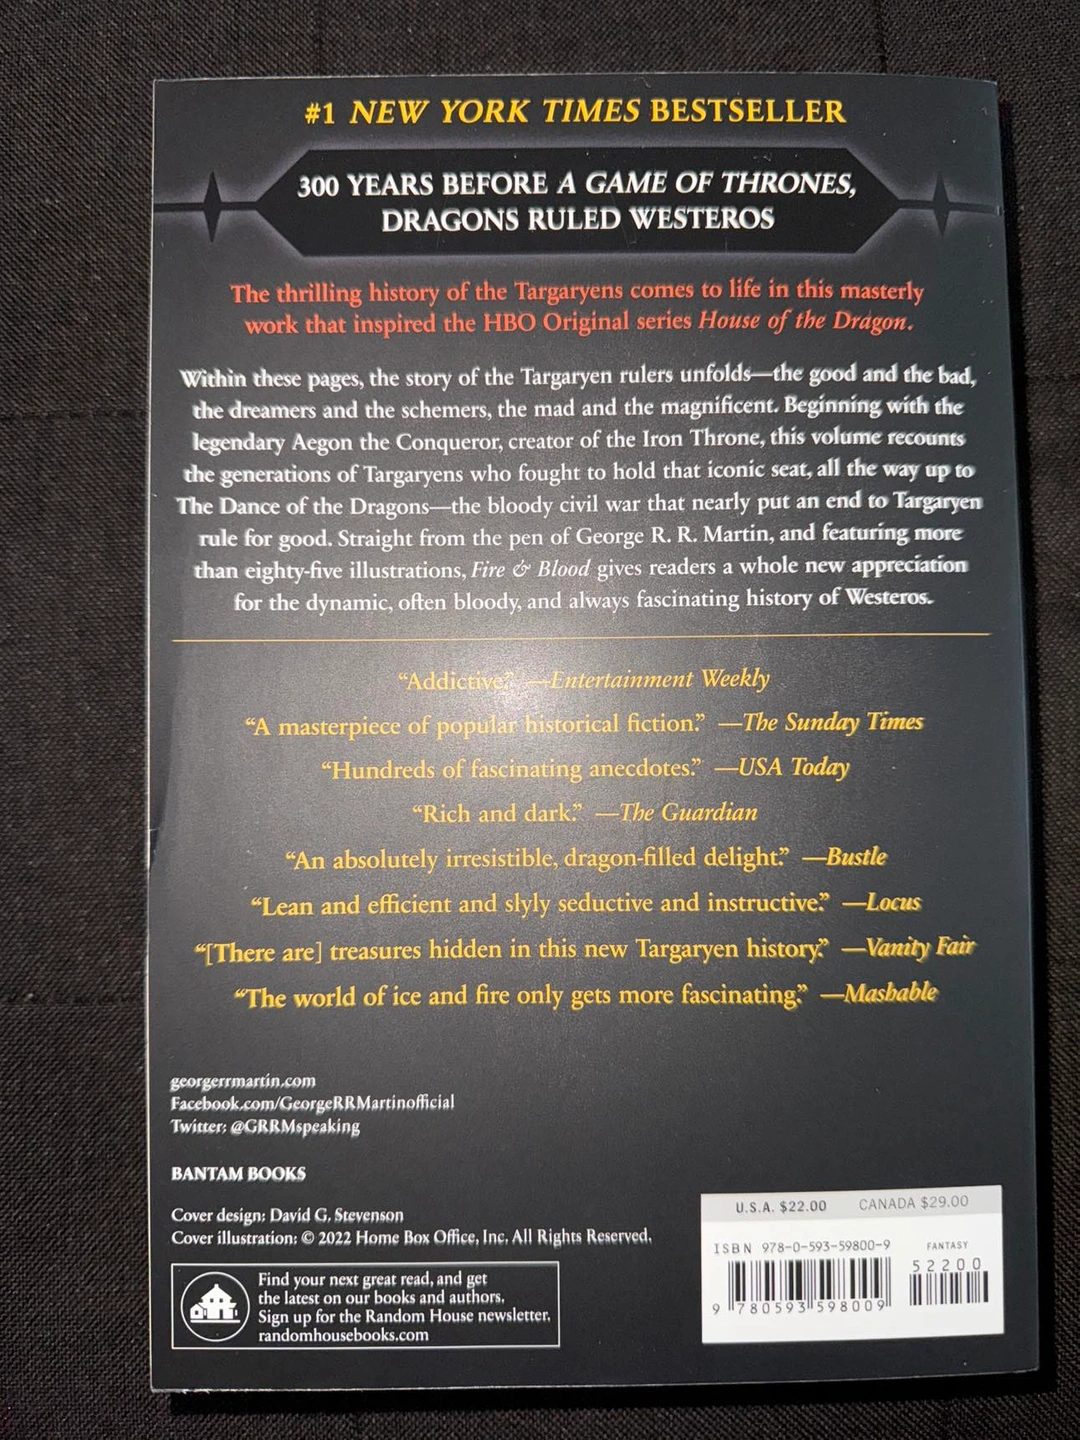 #1 NEW YORK TIMES BESTSELLER
300 YEARS BEFORE A GAME OF THRONES,
DRAGONS RULED WESTEROS
The thrilling history of the Targaryens comes to life in this masterly
work that inspired the HBO Original series House of the Dragon.
Within these pages, the story of the Targaryen rulers unfolds—the good and the bad,
the dreamers and the schemers, the mad and the magnificent. Beginning with the
legendary Aegon the Conqueror, creator of the Iron Throne, this volume recounts
the generations of Targaryens who fought to hold that iconic seat, all the way up to
The Dance of the Dragons—the bloody civil war that nearly put an end to Targaryen
rule for good. Straight from the pen of George R. R. Martin, and featuring more
than eighty-five illustrations, Fire & Blood gives readers a whole new appreciation
for the dynamic, often bloody, and always fascinating history of Westeros.
“Addictive.” —Entertainment Weekly
“A masterpiece of popular historical fiction.” —The Sunday Times
“Hundreds of fascinating anecdotes.” —USA Today
“Rich and dark.” —The Guardian
“An absolutely irresistible, dragon-filled delight.” —Bustle
“Lean and efficient and slyly seductive and instructive.” —Locus
“[There are] treasures hidden in this new Targaryen history.” —Vanity Fair
“The world of ice and fire only gets more fascinating.” —Mashable
georgerrmartin.com
Facebook.com/GeorgeRRMartinofficial
Twitter: @GRRMspeaking
BANTAM BOOKS
Cover design: David G. Stevenson
Cover illustration: © 2022 Home Box Office, Inc. All Rights Reserved.
Find your next great read, and get
the latest on our books and authors.
Sign up for the Random House newsletter.
randomhousebooks.com
U.S.A. $22.00 CANADA $29.00
ISBN 978-0-593-59800-9
FANTASY
52200
9 780593 598009